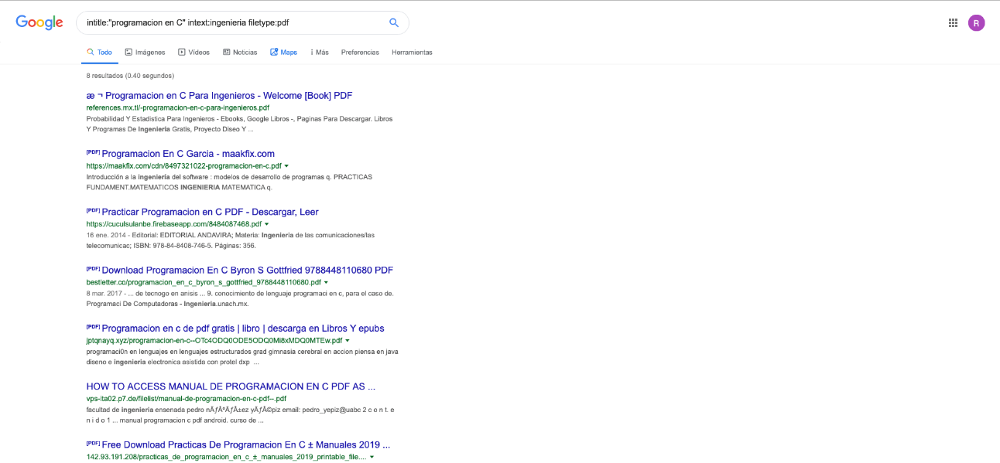 Google
intitle:"programacion en C" intext:ingenieria filetype:pdf
R
Todo Imágenes Vídeos Noticias Maps Más Preferencias Herramientas
8 resultados (0.40 segundos)
æ ¬ Programacion en C Para Ingenieros - Welcome [Book] PDF
references.mx.tl/-programacion-en-c-para-ingenieros.pdf
Probabilidad Y Estadistica Para Ingenieros - Ebooks, Google Libros -, Paginas Para Descargar. Libros
Y Programas De Ingenieria Gratis, Proyecto Diseo Y ...
[PDF] Programacion En C Garcia - maakfix.com
https://maakfix.com/cdn/8497321022-programacion-en-c.pdf
Introducción a la ingeniería del software : modelos de desarrollo de programas q. PRACTICAS
FUNDAMENT.MATEMATICOS INGENIERIA MATEMATICA q.
[PDF] Practicar Programacion en C PDF - Descargar, Leer
https://cuculsulanbe.firebaseapp.com/8484087468.pdf
16 ene. 2014 - Editorial: EDITORIAL ANDAVIRA; Materia: Ingenieria de las comunicaciones/las
telecomunicac; ISBN: 978-84-8408-746-5. Páginas: 356.
[PDF] Download Programacion En C Byron S Gottfried 9788448110680 PDF
bestletter.co/programacion_en_c_byron_s_gottfried_9788448110680.pdf
8 mar. 2017 - ... de tecnogo en anisis ... 9. conocimiento de lenguaje programaci en c, para el caso de.
Programaci De Computadoras - Ingenieria.unach.mx.
[PDF] Programacion en c de pdf gratis | libro | descarga en Libros Y epubs
jptqnayq.xyz/programacion-en-c--OTc4ODQ0ODE5ODQ0Mi8xMDQ0MTEw.pdf
programaci0n en lenguajes en lenguajes estructurados grad gimnasia cerebral en accion piensa en java
diseno e ingenieria electronica asistida con protel dxp ...
HOW TO ACCESS MANUAL DE PROGRAMACION EN C PDF AS ...
vps-ita02.p7.de/filelist/manual-de-programacion-en-c-pdf--.pdf
facultad de ingenieria ensenada pedro nÃƒÂºÃƒÂ±ez yÃƒÂ©piz email: pedro_yepiz@uabc 2 c o n t. e
n i d o 1 ... manual programacion c pdf android. curso de ...
[PDF] Free Download Practicas De Programacion En C ± Manuales 2019 ...
142.93.191.208/practicas_de_programacion_en_c_±_manuales_2019_printable_file....